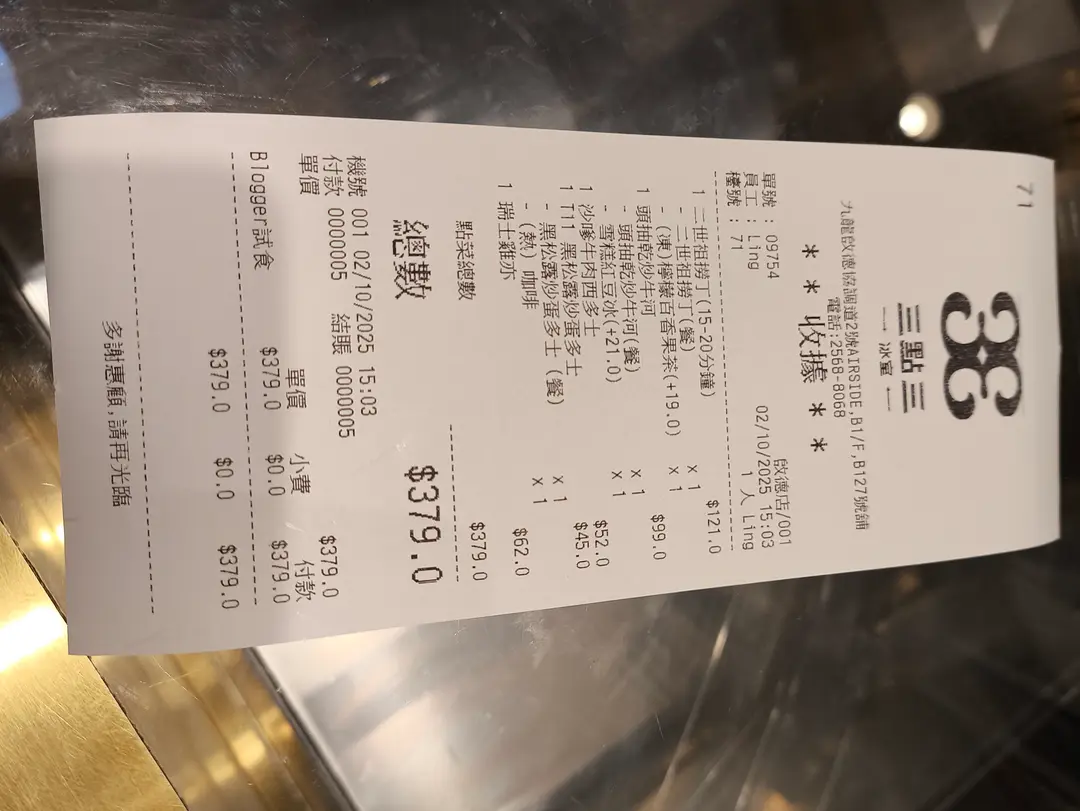 71
三點三
冰室
九龍啟德協調道2號AIRSIDE,B1/F,B127號舖
電話:2568-8068
* * 收據 * *
啟德店/001
單號 : 09754 02/10/2025 15:03
員工 : Ling 1 人 Ling
檯號 : 71
1 二世祖撈丁(15-20分鐘) $121.0
- 二世祖撈丁(餐) x 1
- (凍)檸檬百香果茶(+19.0) x 1
1 頭抽乾炒牛河 $99.0
- 頭抽乾炒牛河(餐) x 1
- 雪糕紅豆冰(+21.0) x 1
1 沙嗲牛肉西多士 $52.0
1 T11 黑松露炒蛋多士 $45.0
- 黑松露炒蛋多士 (餐) x 1
- (熱) 咖啡 x 1
1 瑞士雞亦 $62.0
點菜總數 $379.0
總數 $379.0
機號 001 02/10/2025 15:03
付款 0000005 結賬 0000005
單價 $379.0
單價 小費 付款
Blogger試食 $379.0 $0.0 $379.0
$379.0 $0.0 $379.0
多謝惠顧,請再光臨